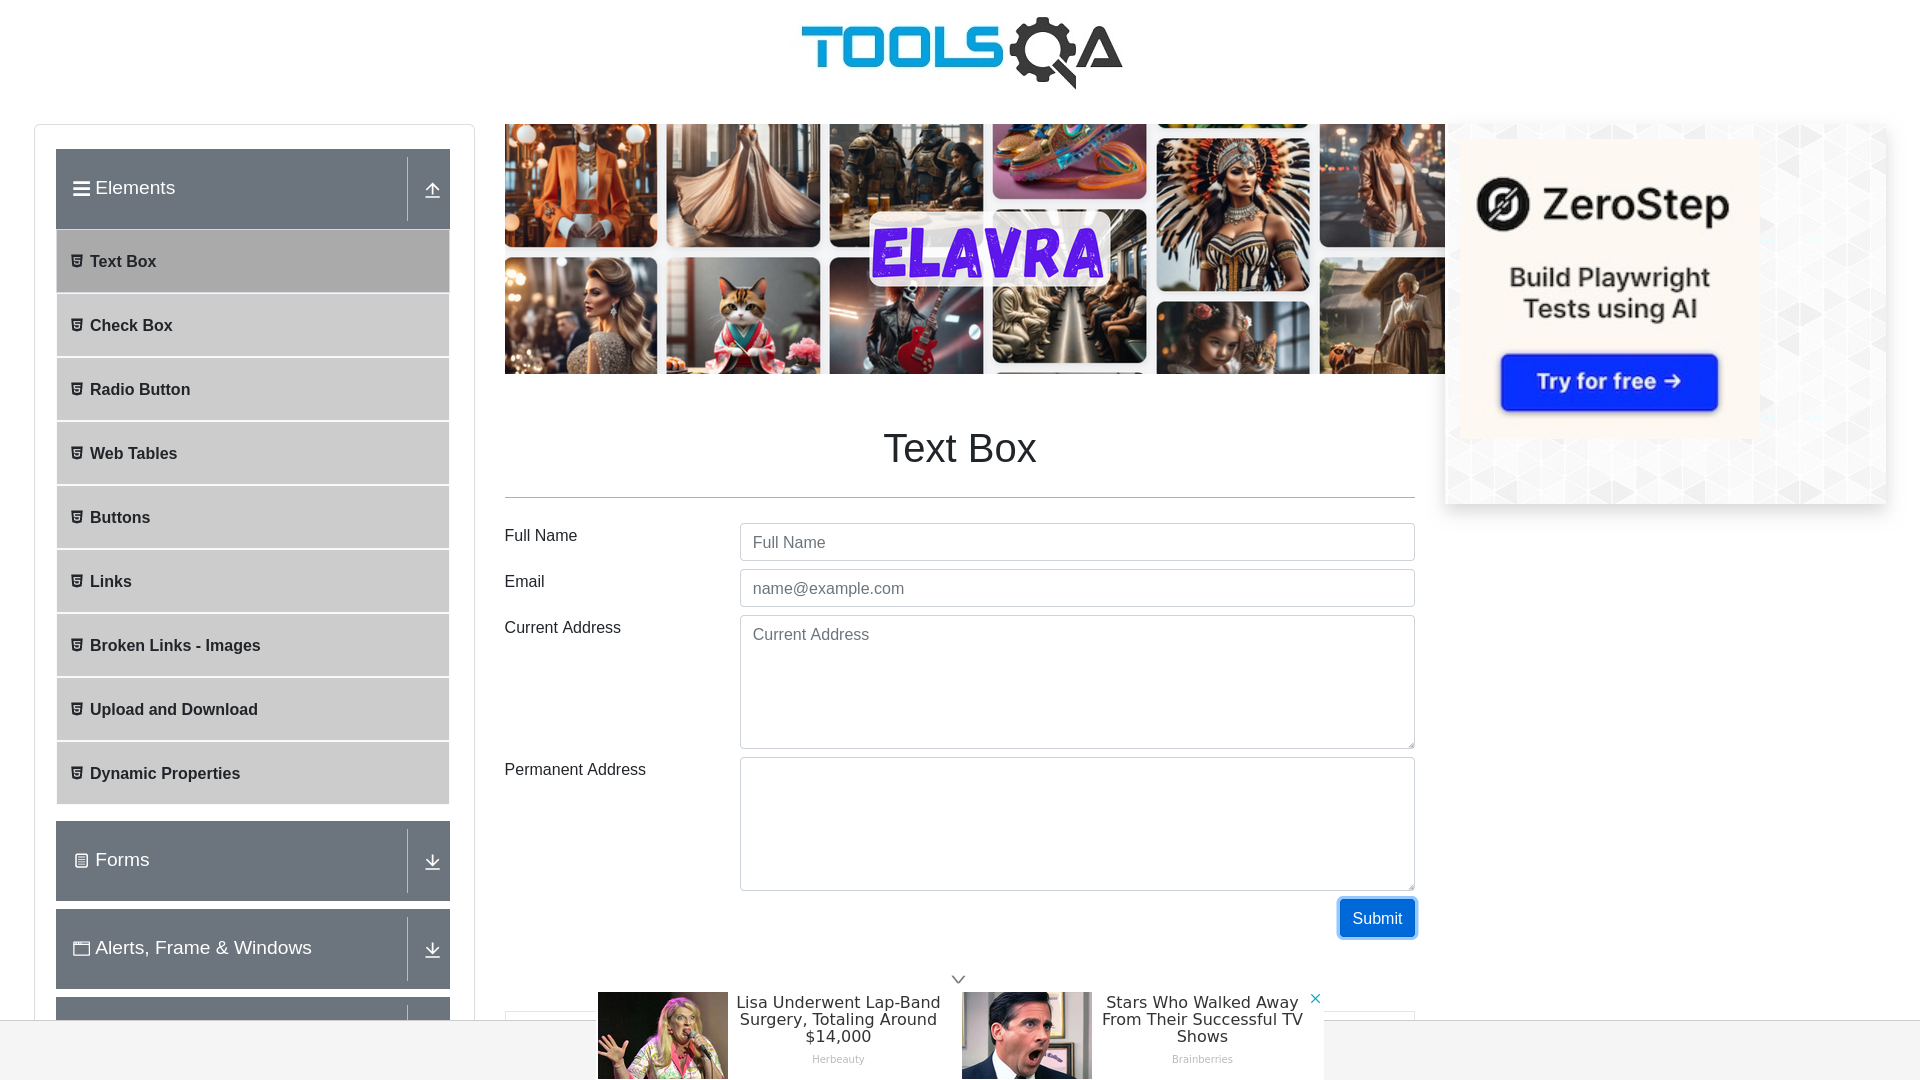 TOOLSQA
Elements
Text Box
Check Box
Radio Button
Web Tables
Buttons
Links
Broken Links - Images
Upload and Download
Dynamic Properties
Forms
Alerts, Frame & Windows
ELAVRA
Text Box
Full Name
Full Name
Email
name@example.com
Current Address
Current Address
Permanent Address
Submit
ZeroStep
Build Playwright
Tests using AI
Try for free →
Lisa Underwent Lap-Band
Surgery, Totaling Around
$14,000
Herbeauty
Stars Who Walked Away
From Their Successful TV
Shows
Brainberries